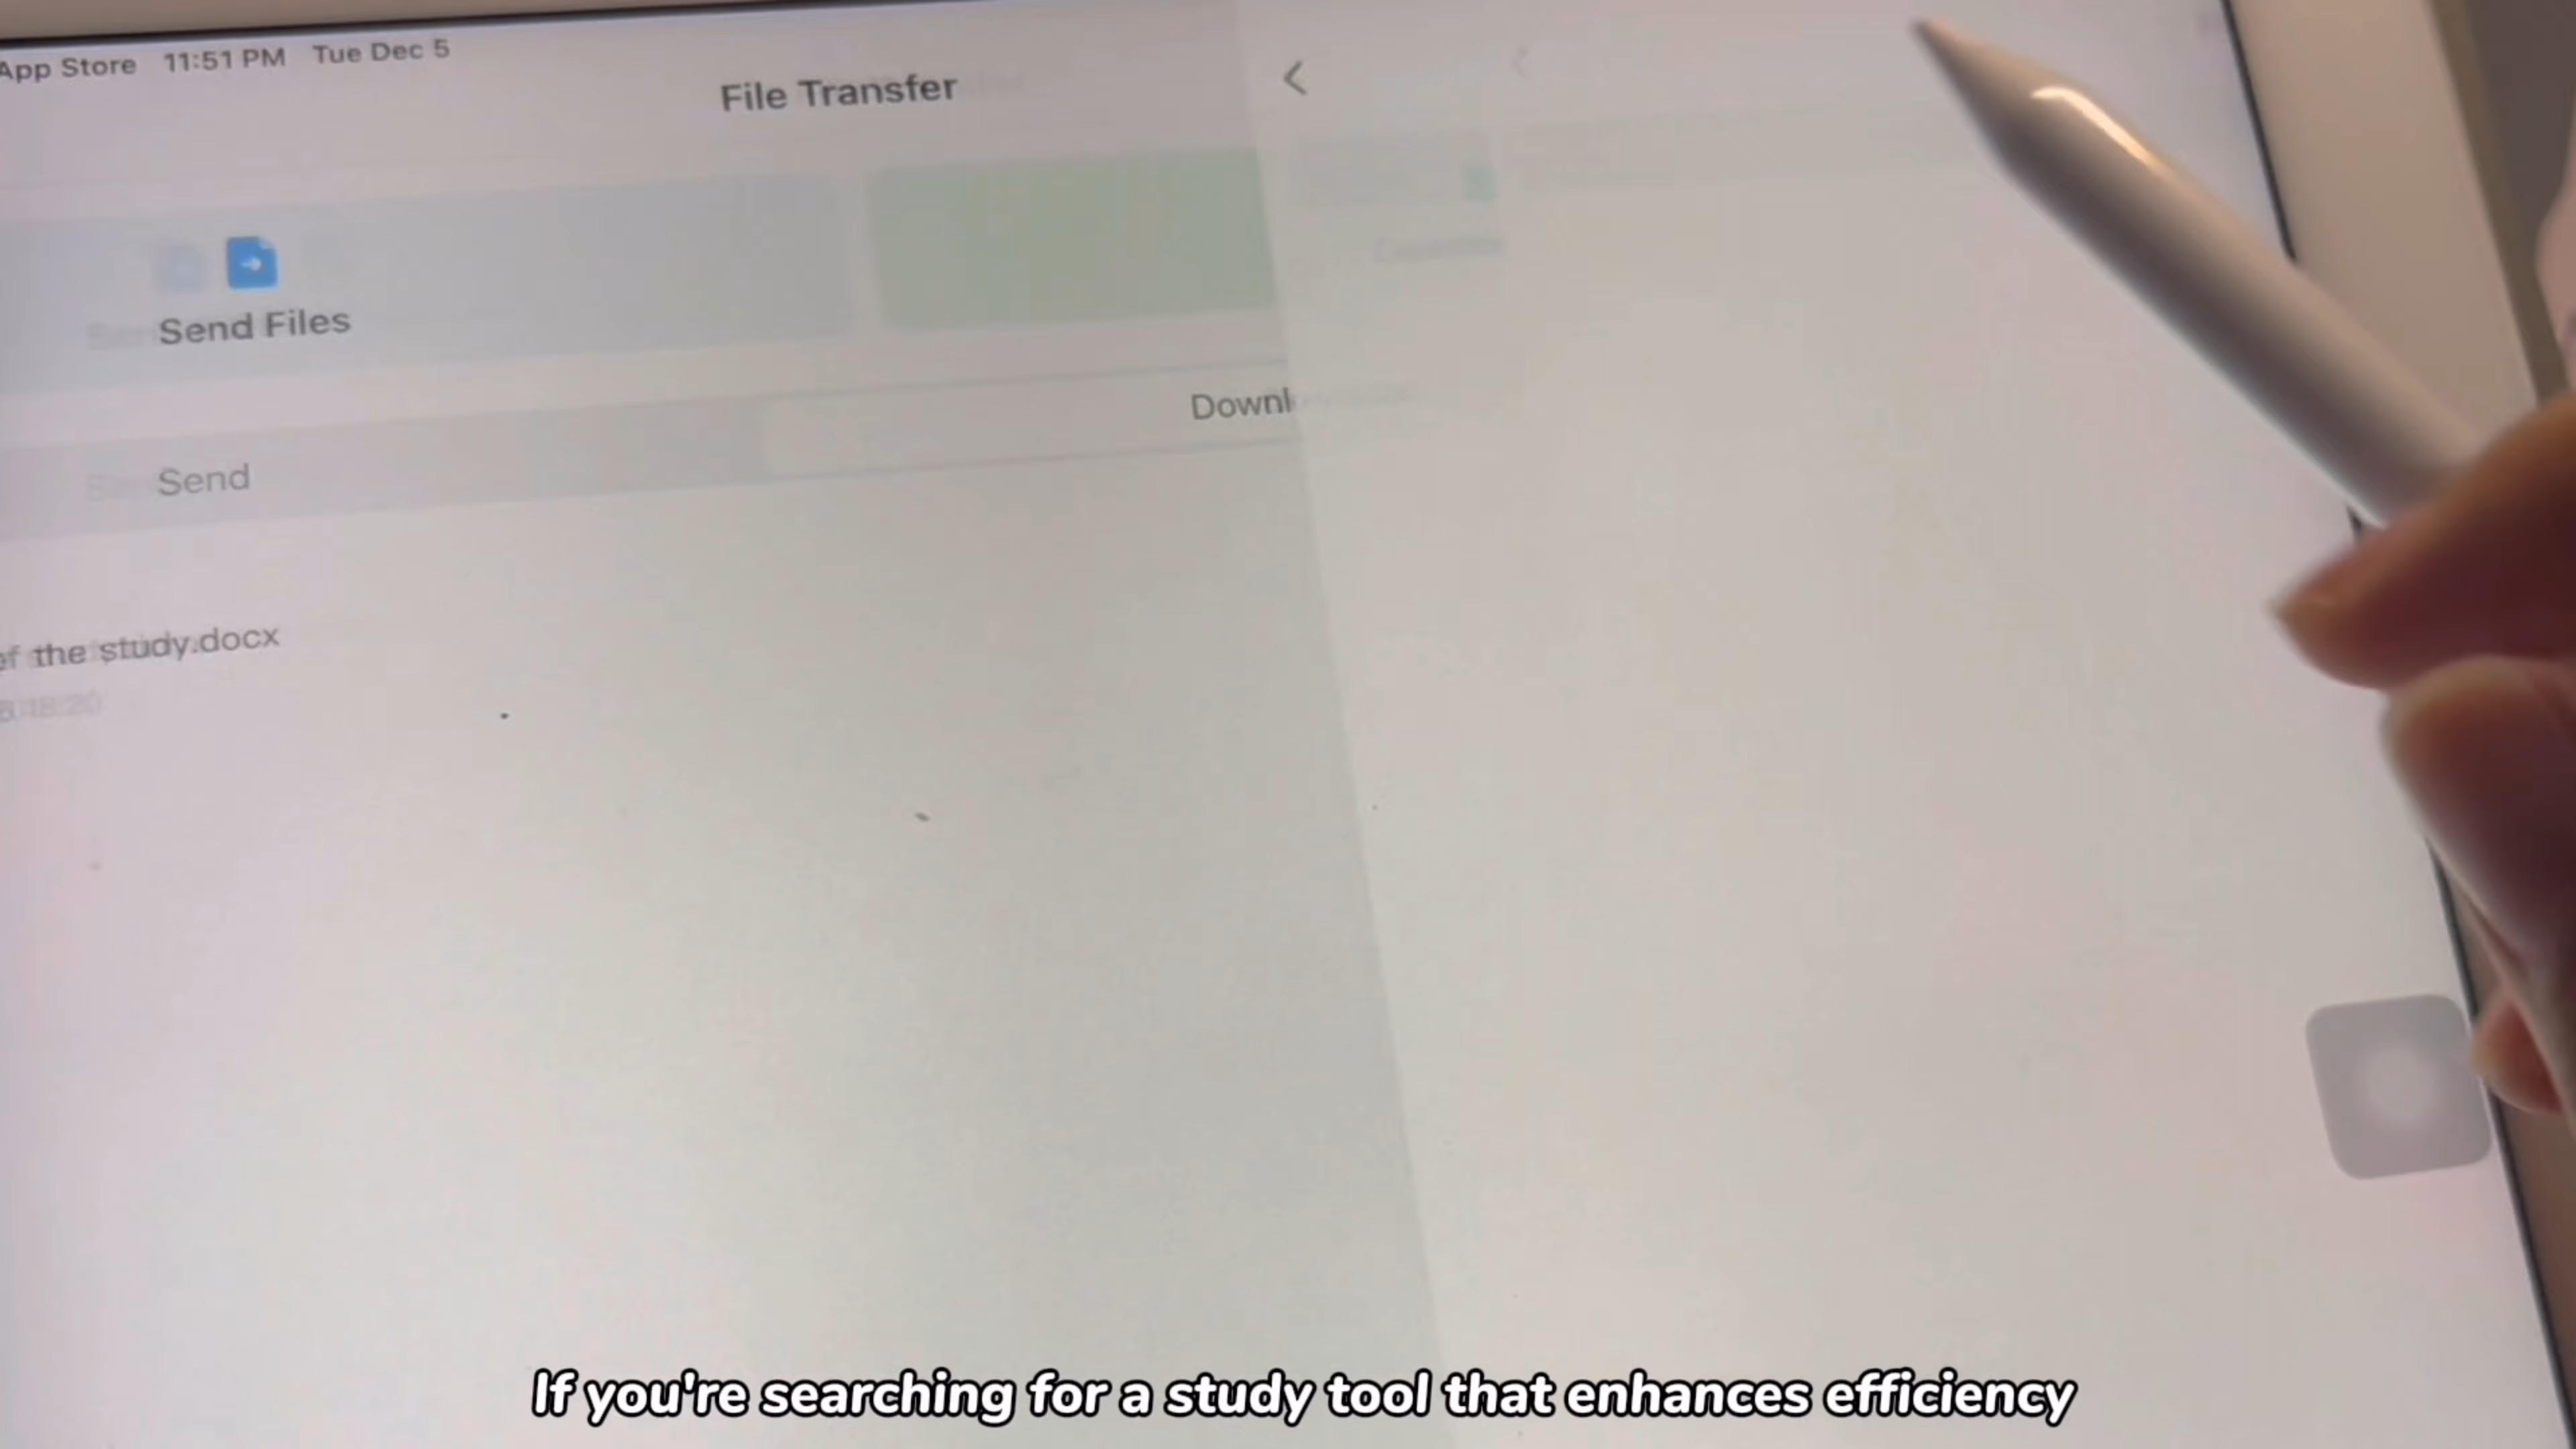 App Store 11:51 PM Tue Dec 5
File Transfer
Send Files
Send
Downl
of the study.docx
If you're searching for a study tool that enhances efficiency